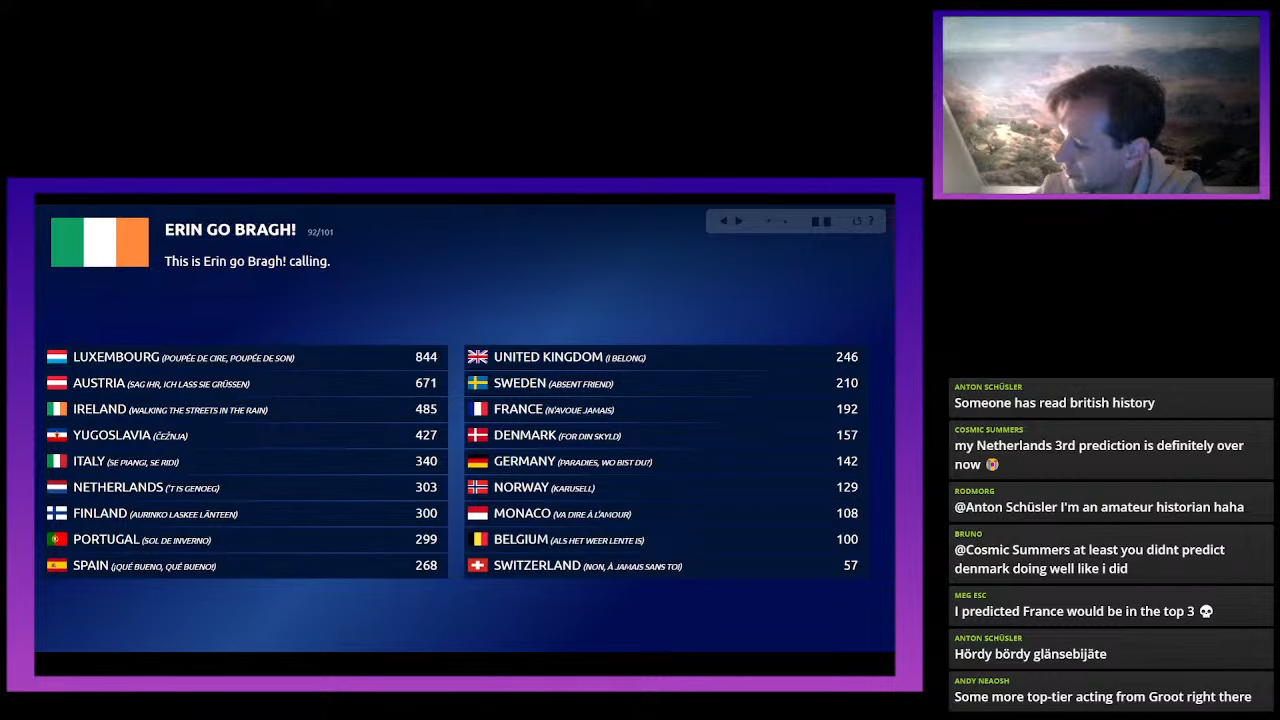 ERIN GO BRAGH! 92/101
This is Erin go Bragh! calling.
LUXEMBOURG (POUPÉE DE CIRE, POUPÉE DE SON) 844
AUSTRIA (SAG IHR, ICH LASS SIE GRÜSSEN) 671
IRELAND (WALKING THE STREETS IN THE RAIN) 485
YUGOSLAVIA (ČEŽNJA) 427
ITALY (SE PIANGI, SE RIDI) 340
NETHERLANDS ('T IS GENOEG) 303
FINLAND (AURINKO LASKEE LÄNTEEN) 300
PORTUGAL (SOL DE INVERNO) 299
SPAIN (¡QUÉ BUENO, QUÉ BUENO!) 268
UNITED KINGDOM (I BELONG) 246
SWEDEN (ABSENT FRIEND) 210
FRANCE (N'AVOUE JAMAIS) 192
DENMARK (FOR DIN SKYLD) 157
GERMANY (PARADIES, WO BIST DU?) 142
NORWAY (KARUSELL) 129
MONACO (VA DIRE À L'AMOUR) 108
BELGIUM (ALS HET WEER LENTE IS) 100
SWITZERLAND (NON, À JAMAIS SANS TOI) 57
ANTON SCHÜSLER
Someone has read british history
COSMIC SUMMERS
my Netherlands 3rd prediction is definitely over
now
RODMORG
@Anton Schüsler I'm an amateur historian haha
BRUNO
@Cosmic Summers at least you didnt predict
denmark doing well like i did
MEG ESC
I predicted France would be in the top 3 💀
ANTON SCHÜSLER
Hördy bördy glänsebijäte
ANDY NEAOSH
Some more top-tier acting from Groot right there